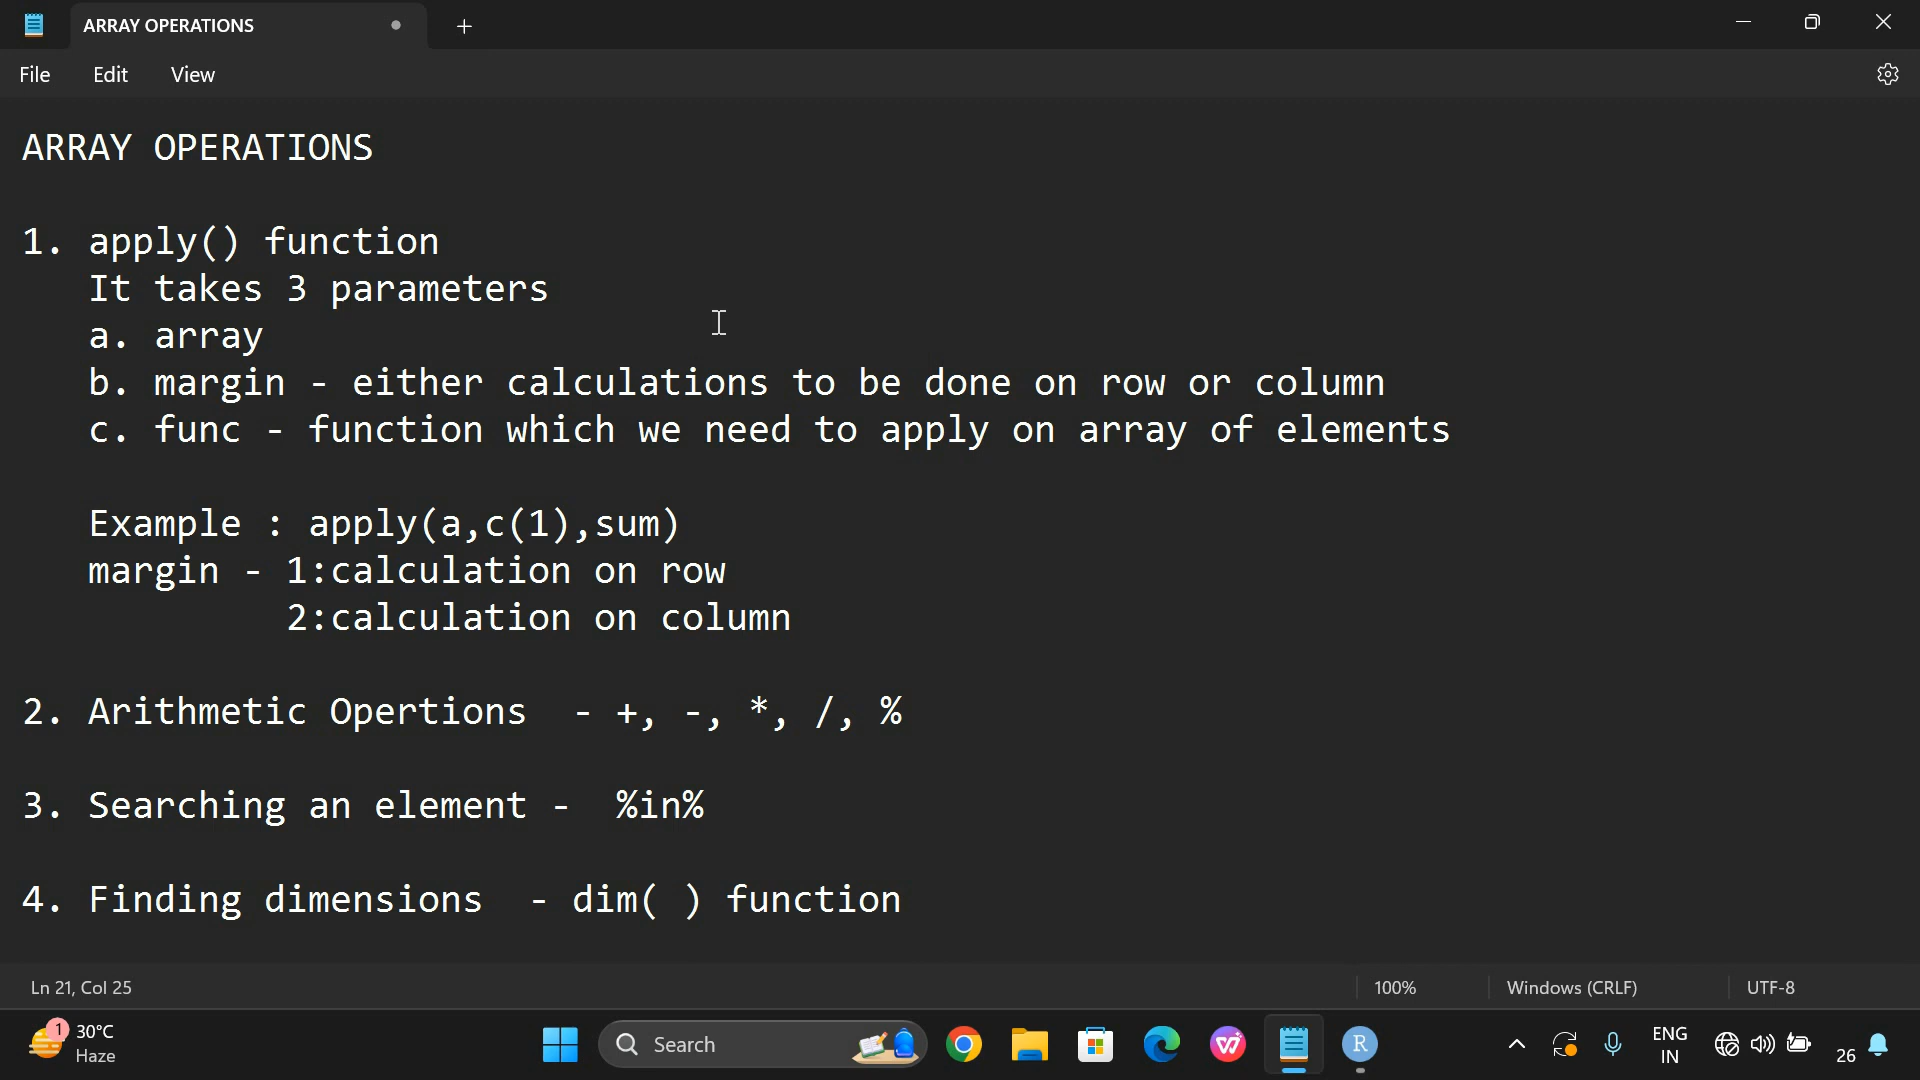 ARRAY OPERATIONS
File Edit View
ARRAY OPERATIONS
1. apply() function
It takes 3 parameters
a. array
b. margin - either calculations to be done on row or column
c. func - function which we need to apply on array of elements
Example : apply(a,c(1),sum)
margin - 1:calculation on row
2:calculation on column
2. Arithmetic Opertions - +, -, *, /, %
3. Searching an element - %in%
4. Finding dimensions - dim( ) function
Ln 21, Col 25 100% Windows (CRLF) UTF-8
1 30°C
Haze
Search
R
ENG
IN
26